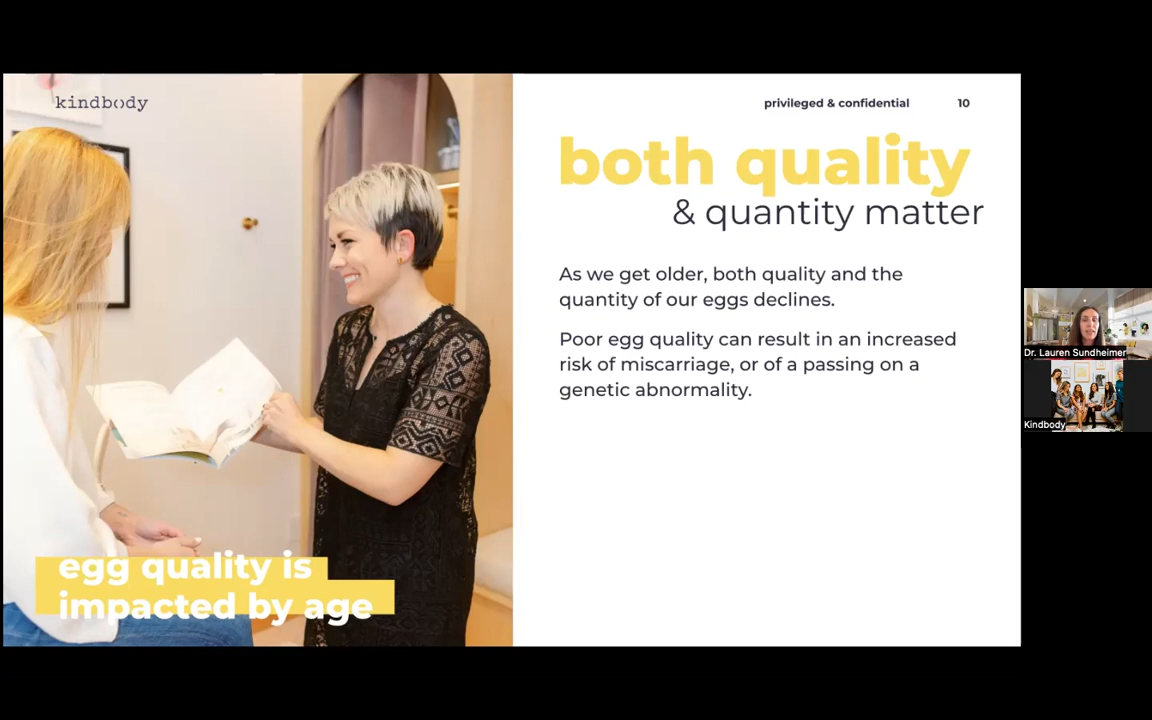 kindbody
privileged & confidential 10
both quality
& quantity matter
As we get older, both quality and the
quantity of our eggs declines.
Poor egg quality can result in an increased
risk of miscarriage, or of a passing on a
genetic abnormality.
egg quality is
impacted by age
Dr. Lauren Sundheimer
Kindbody